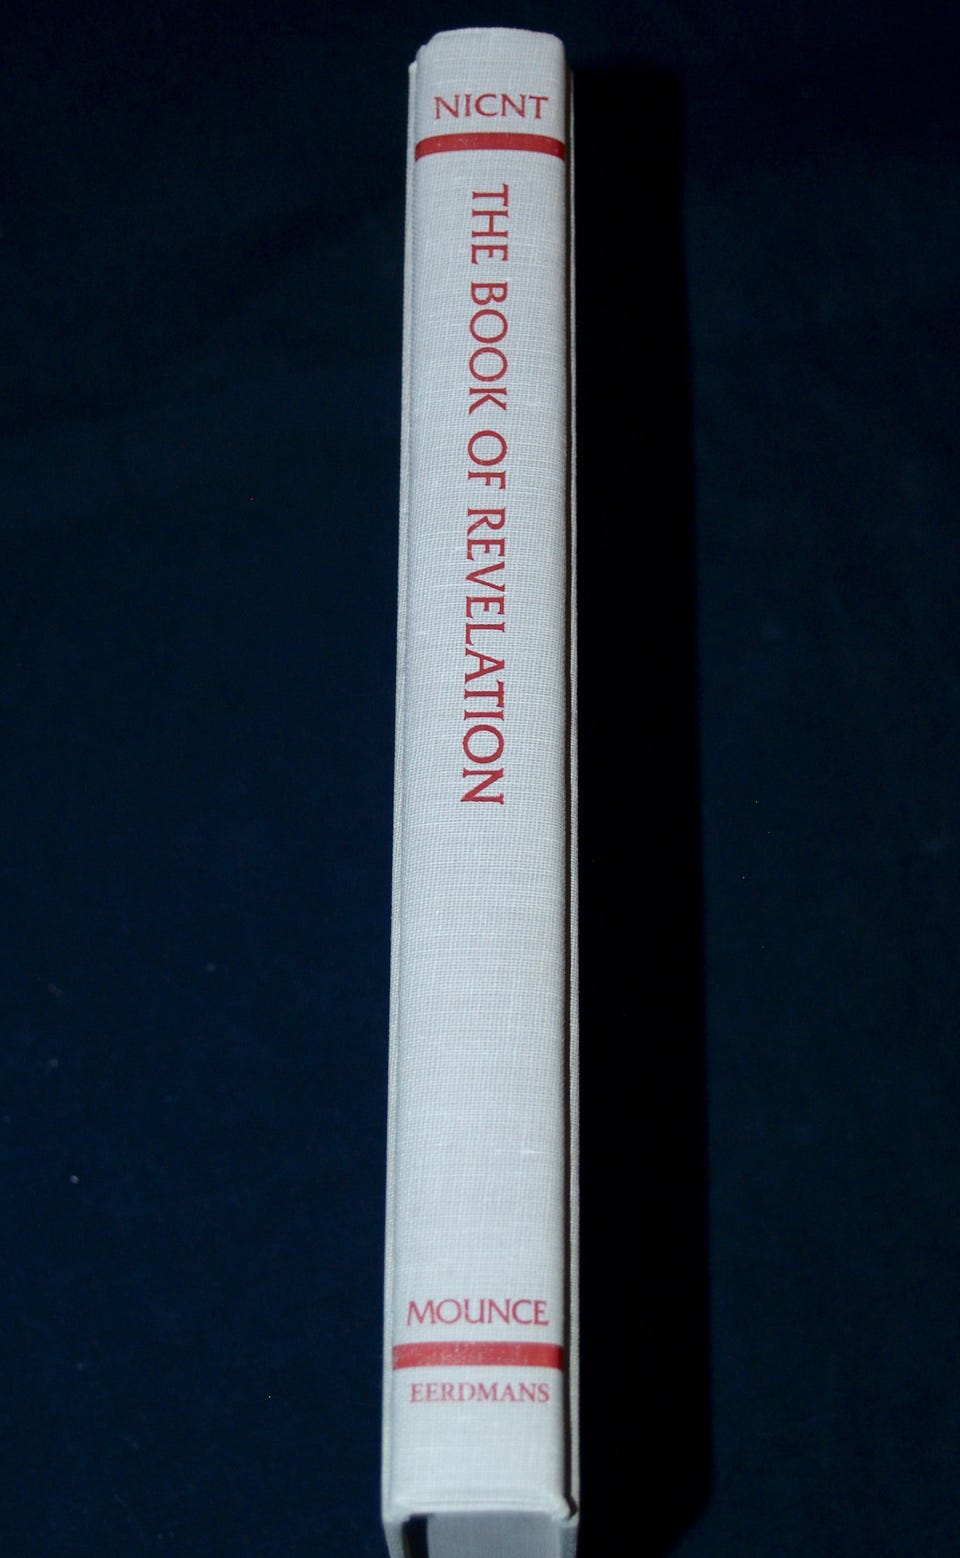 NICNT
THE BOOK OF REVELATION
MOUNCE
EERDMANS